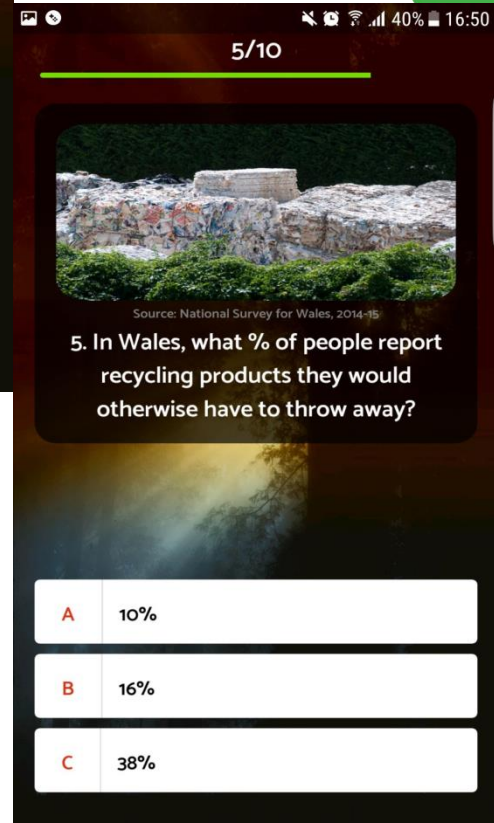 40% 16:50
5/10
Source: National Survey for Wales, 2014-15
5. In Wales, what % of people report
recycling products they would
otherwise have to throw away?
A 10%
B 16%
C 38%